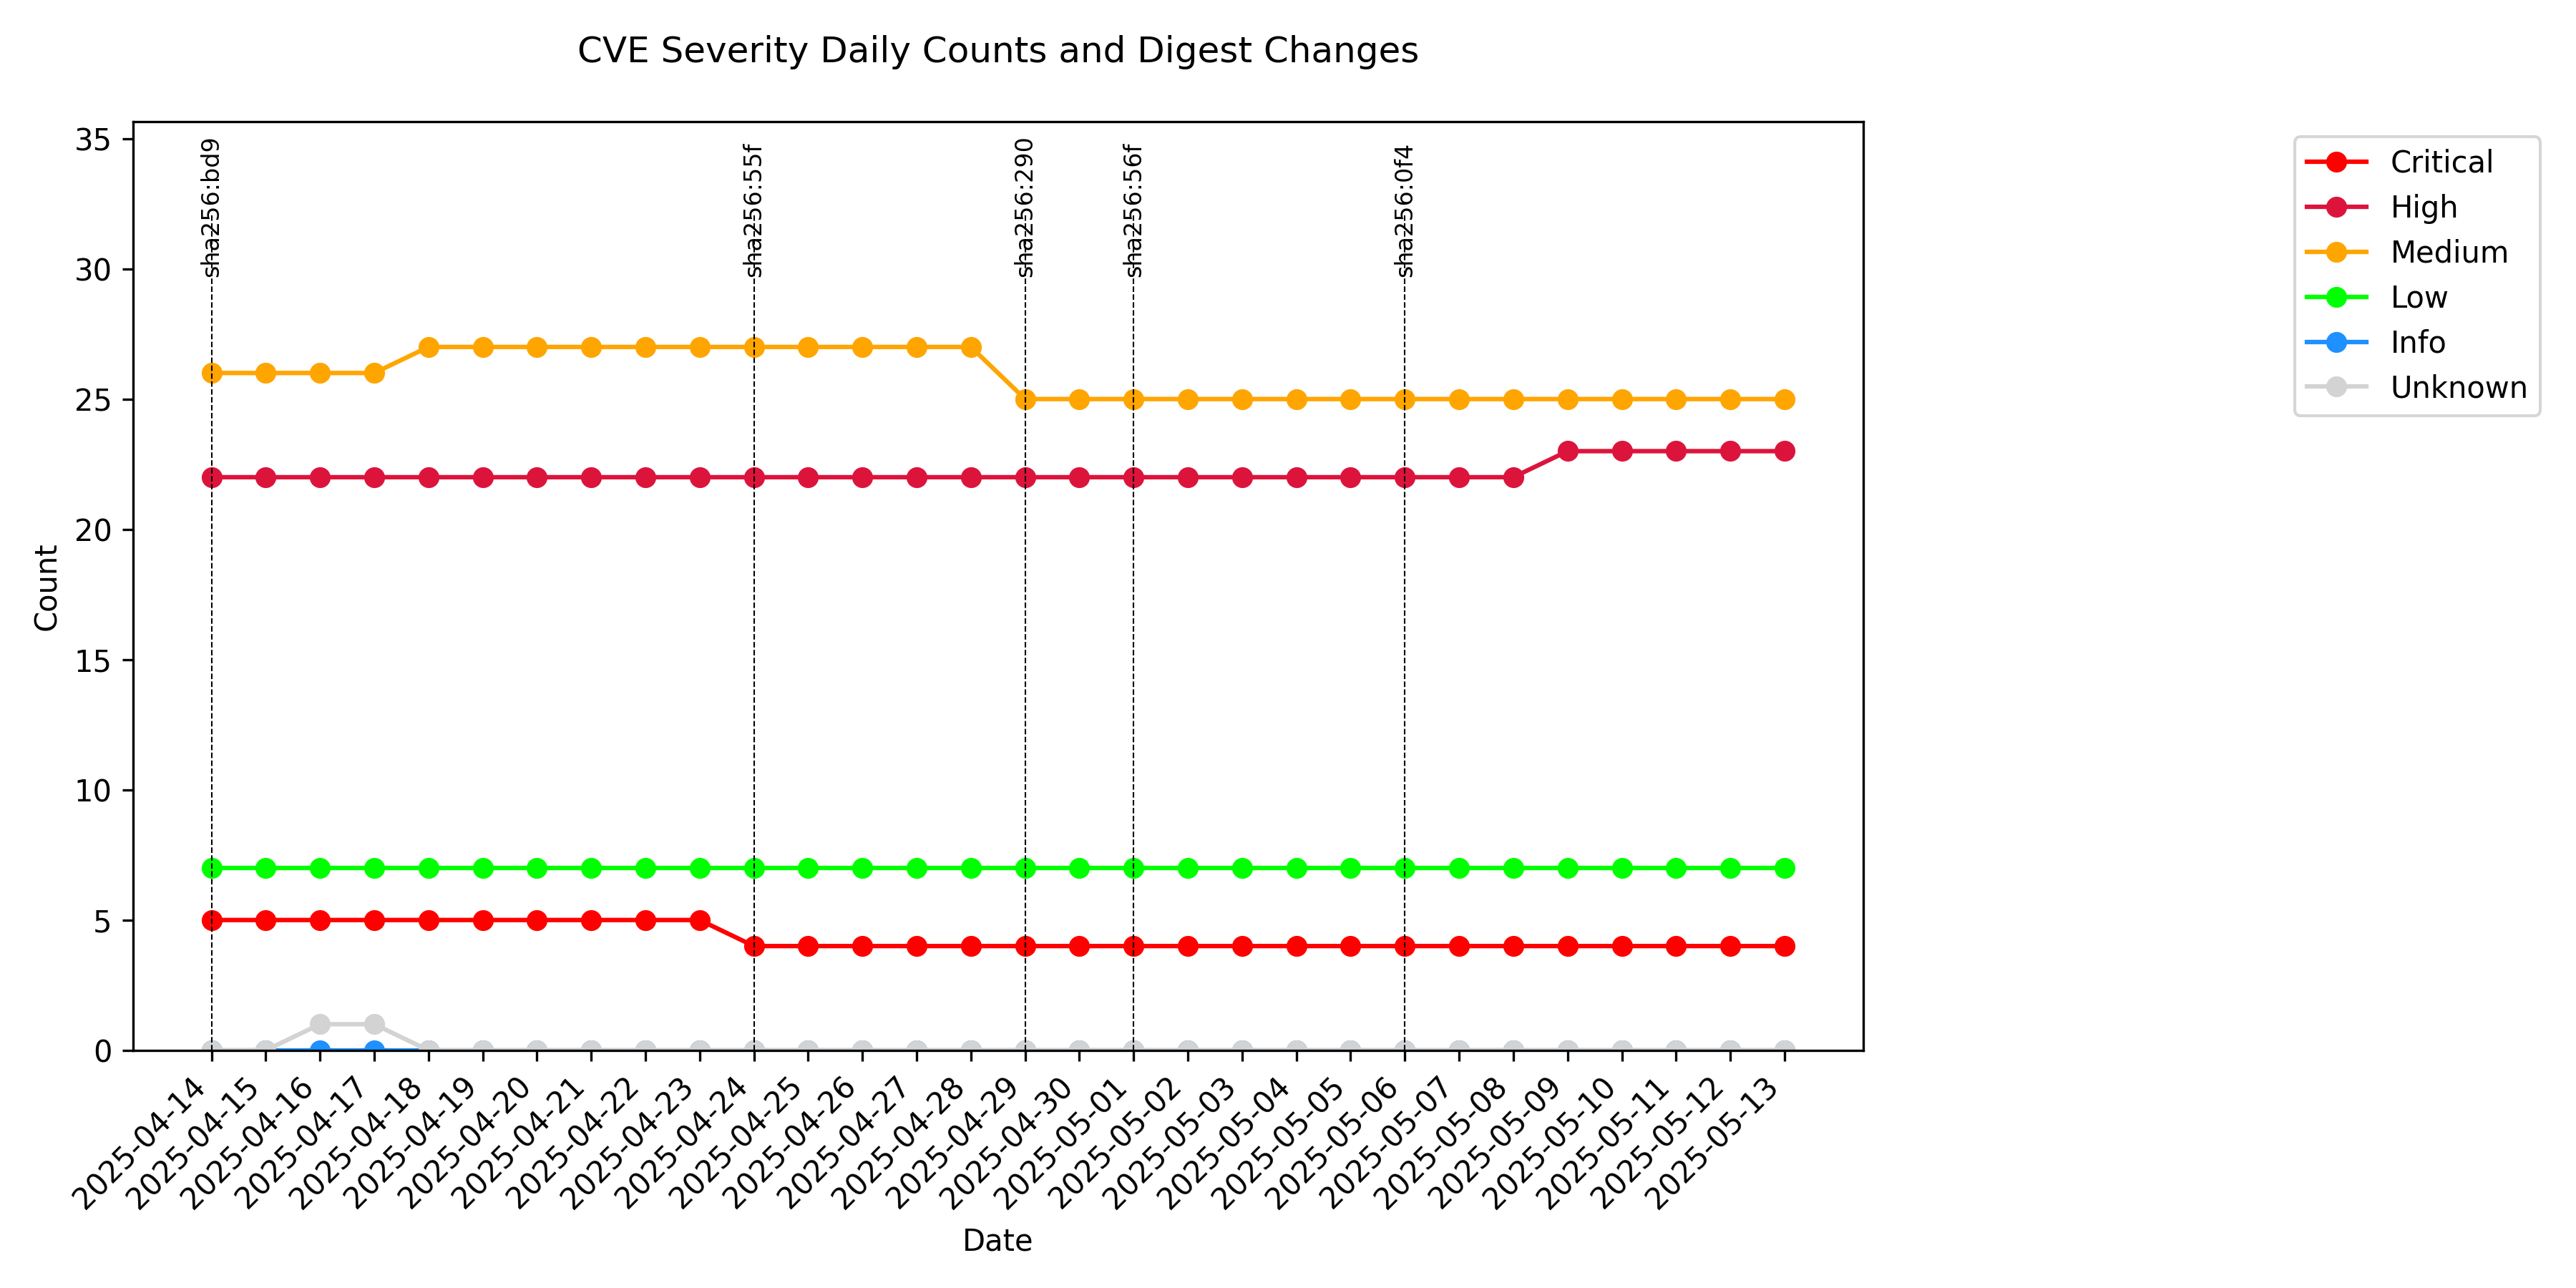 CVE Severity Daily Counts and Digest Changes
35
30
25
20
15
10
5
0
Count
sha256:bd9
sha256:55f
sha256:290
sha256:56f
sha256:0f4
Critical
High
Medium
Low
Info
Unknown
2025-04-14
2025-04-15
2025-04-16
2025-04-17
2025-04-18
2025-04-19
2025-04-20
2025-04-21
2025-04-22
2025-04-23
2025-04-24
2025-04-25
2025-04-26
2025-04-27
2025-04-28
2025-04-29
2025-04-30
2025-05-01
2025-05-02
2025-05-03
2025-05-04
2025-05-05
2025-05-06
2025-05-07
2025-05-08
2025-05-09
2025-05-10
2025-05-11
2025-05-12
2025-05-13
Date